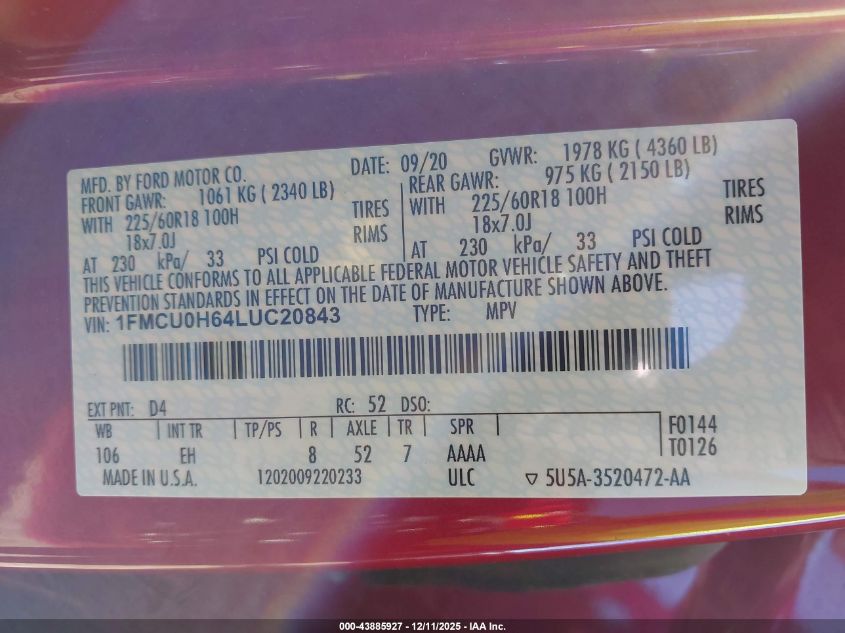 MFD. BY FORD MOTOR CO. DATE: 09/20 GVWR: 1978 KG ( 4360 LB)
FRONT GAWR: 1061 KG ( 2340 LB) REAR GAWR: 975 KG ( 2150 LB)
WITH 225/60R18 100H TIRES WITH 225/60R18 100H TIRES
18x7.0J RIMS 18x7.0J RIMS
AT 230 kPa/ 33 PSI COLD AT 230 kPa/ 33 PSI COLD
THIS VEHICLE CONFORMS TO ALL APPLICABLE FEDERAL MOTOR VEHICLE SAFETY AND THEFT
PREVENTION STANDARDS IN EFFECT ON THE DATE OF MANUFACTURE SHOWN ABOVE.
VIN: 1FMCU0H64LUC20843 TYPE: MPV
EXT PNT: D4 RC: 52 DSO:
WB INT TR TP/PS R AXLE TR SPR F0144
106 EH 8 52 7 AAAA T0126
MADE IN U.S.A. 1202009220233 ULC ▽ 5U5A-3520472-AA
000-43885927 - 12/11/2025 - IAA Inc.